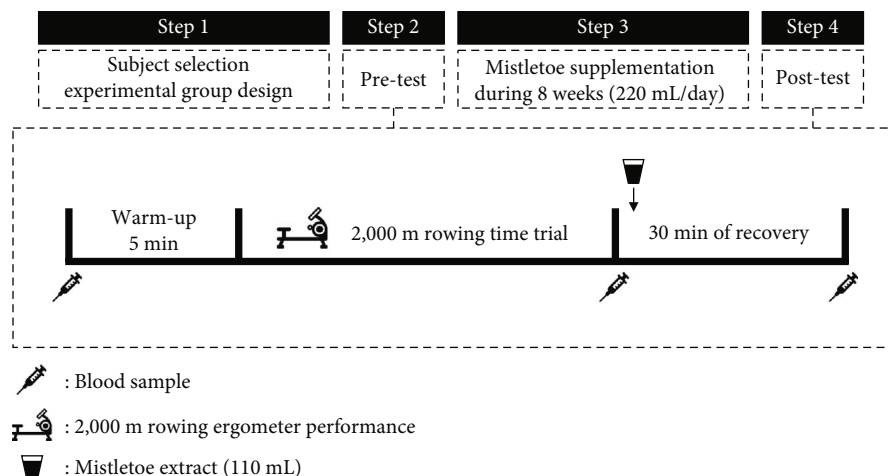 Step 1
Step 2
Step 3
Step 4
Subject selection
experimental group design
Pre-test
Mistletoe supplementation
during 8 weeks (220 mL/day)
Post-test
Warm-up
5 min
2,000 m rowing time trial
30 min of recovery
: Blood sample
: 2,000 m rowing ergometer performance
: Mistletoe extract (110 mL)